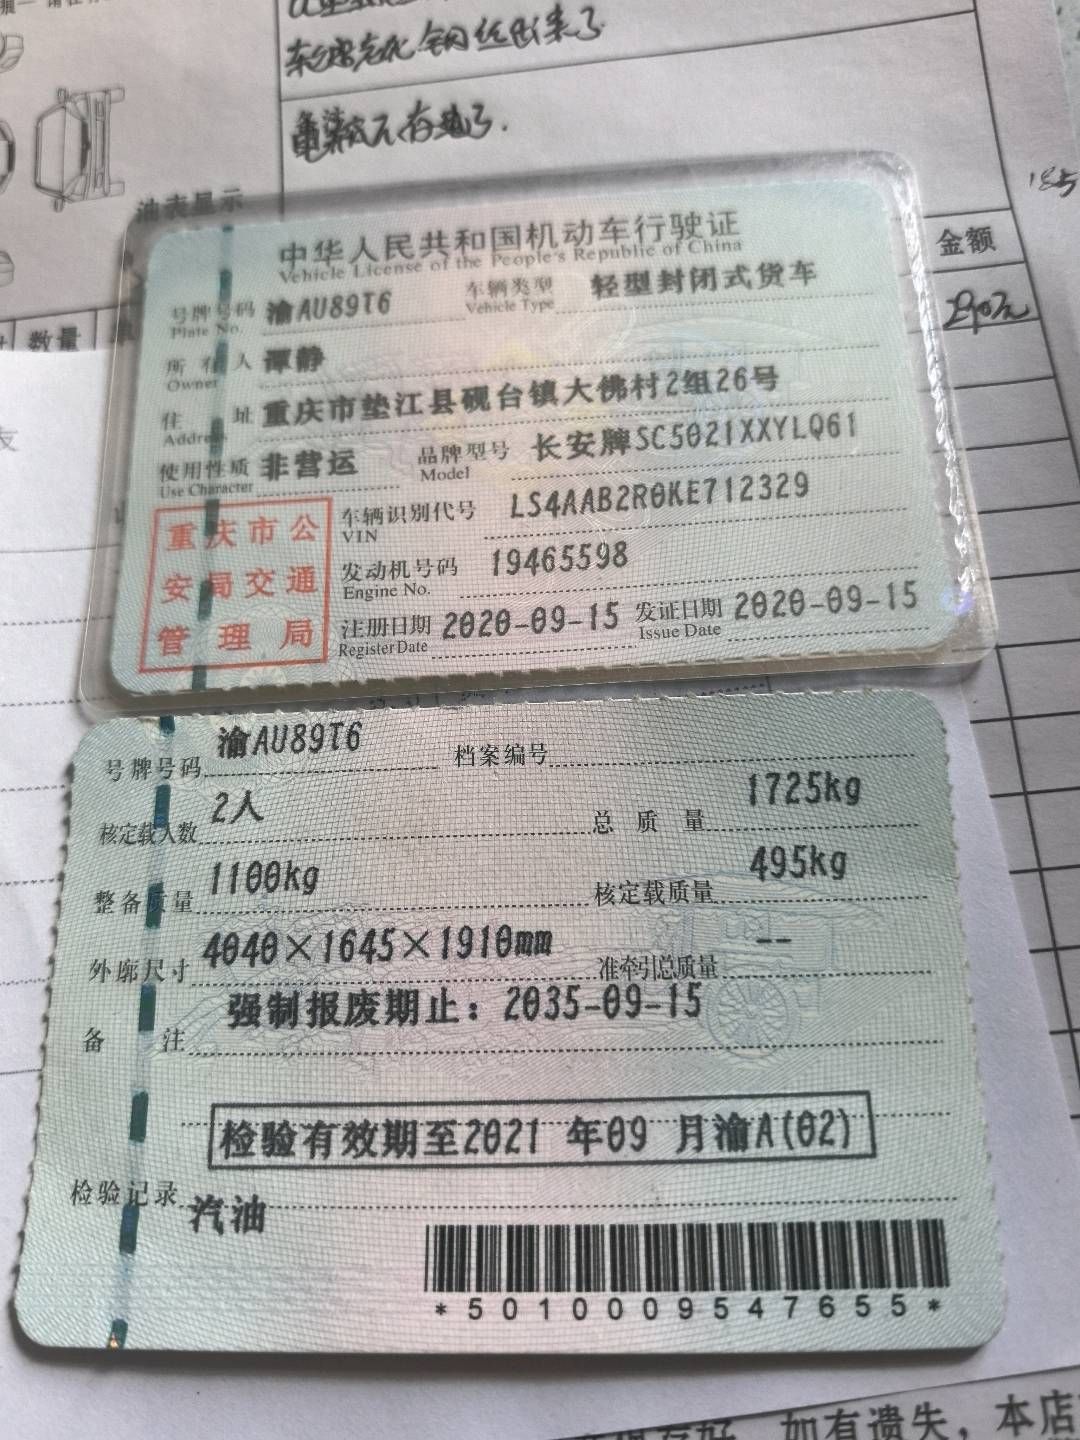 轮胎老化 钢丝出来了
油表显示
185
金额
290元
数量
中华人民共和国机动车行驶证
Vehicle License of the People's Republic of China
号牌号码 渝AU89T6 车辆类型 轻型封闭式货车
Plate No. Vehicle Type
所有人 谭静
Owner
住址 重庆市垫江县砚台镇大佛村2组26号
Address
使用性质 非营运 品牌型号 长安牌SC5021XXYLQ61
Use Character Model
车辆识别代号 LS4AAB2R0KE712329
VIN
发动机号码 19465598
Engine No.
注册日期 2020-09-15 发证日期 2020-09-15
Register Date Issue Date
重庆市公
安局交通
管理局
号牌号码 渝AU89T6 档案编号
核定载人数 2人 总质量 1725kg
整备质量 1100kg 核定载质量 495kg
外廓尺寸 4040×1645×1910mm 准牵引总质量 --
备注 强制报废期止：2035-09-15
检验有效期至2021 年09 月渝A(02)
检验记录 汽油
*5010009547655*
如有遗失，本店